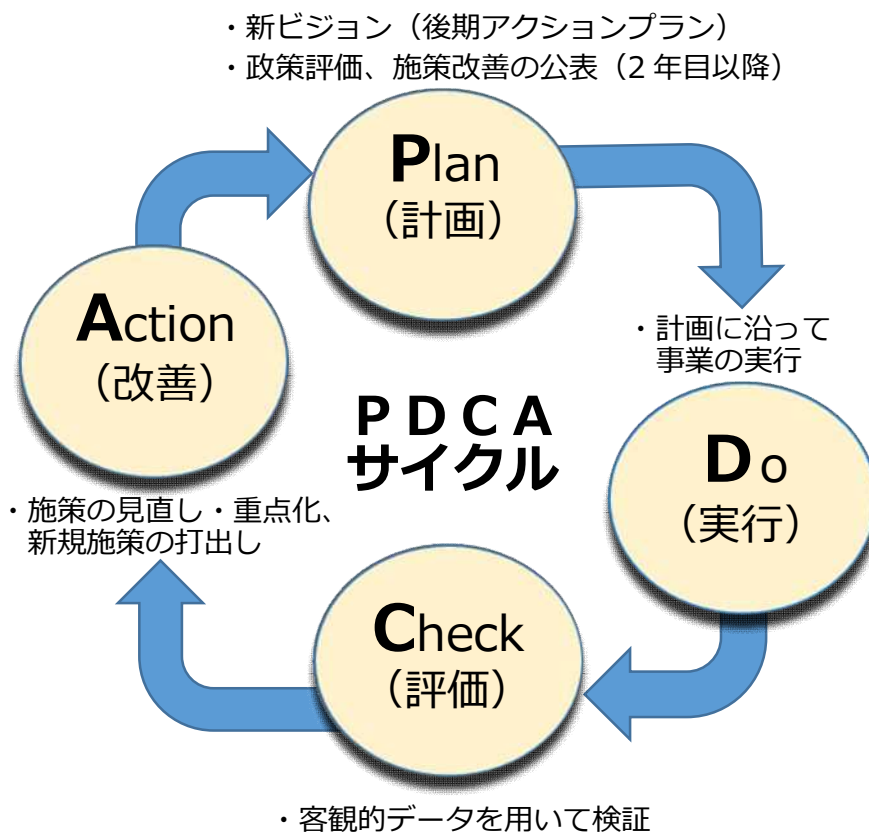 ・新ビジョン（後期アクションプラン）
・政策評価、施策改善の公表（2年目以降）
Plan
（計画）
Action
（改善）
・計画に沿って
事業の実行
PDCA
サイクル
Do
（実行）
・施策の見直し・重点化、
新規施策の打出し
Check
（評価）
・客観的データを用いて検証